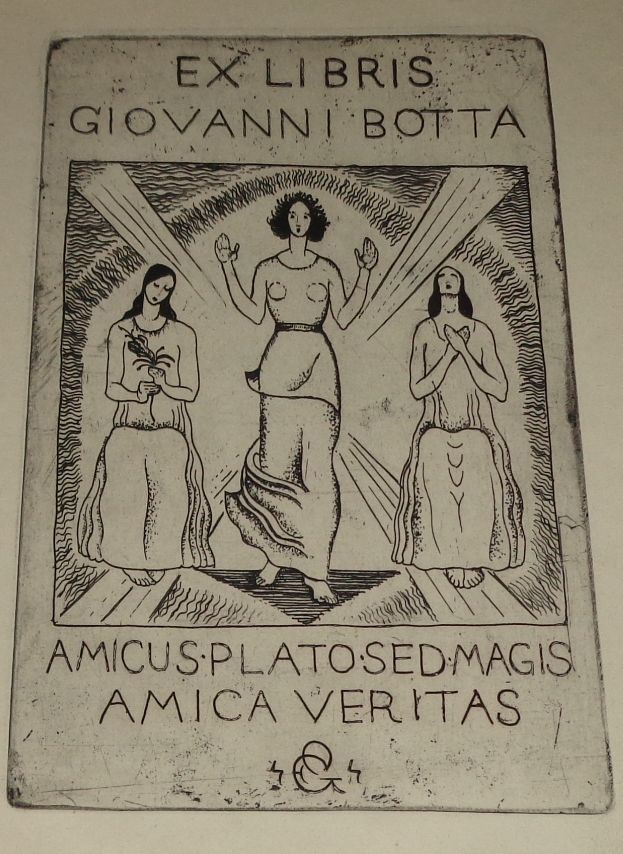 EX LIBRIS
GIOVANNI BOTTA
AMICUS·PLATO·SED·MAGIS
AMICA VERITAS